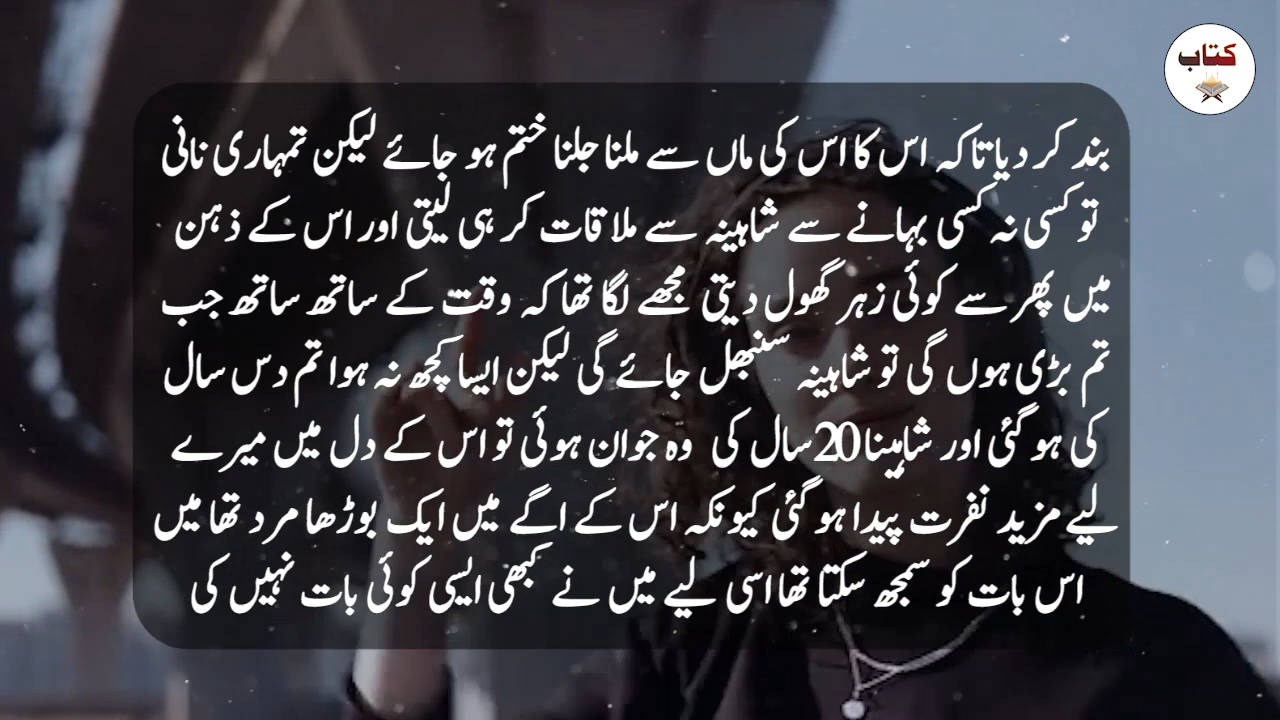 کتاب
بند کر دیا تاکہ اس کا اس کی ماں سے ملنا جلنا ختم ہو جائے لیکن تمہاری نانی
تو کسی نہ کسی بہانے سے شاہینہ سے ملاقات کر ہی لیتی اور اس کے ذہن
میں پھر سے کوئی زہر گھول دیتی مجھے لگا تھا کہ وقت کے ساتھ ساتھ جب
تم بڑی ہوں گی تو شاہینہ سنبھل جائے گی لیکن ایسا کچھ نہ ہوا تم دس سال
کی ہو گئی اور شاہینا 20 سال کی وہ جوان ہوئی تو اس کے دل میں میرے
لیے مزید نفرت پیدا ہو گئی کیونکہ اس کے اگے میں ایک بوڑھا مرد تھا میں
اس بات کو سمجھ سکتا تھا اسی لیے میں نے کبھی ایسی کوئی بات نہیں کی